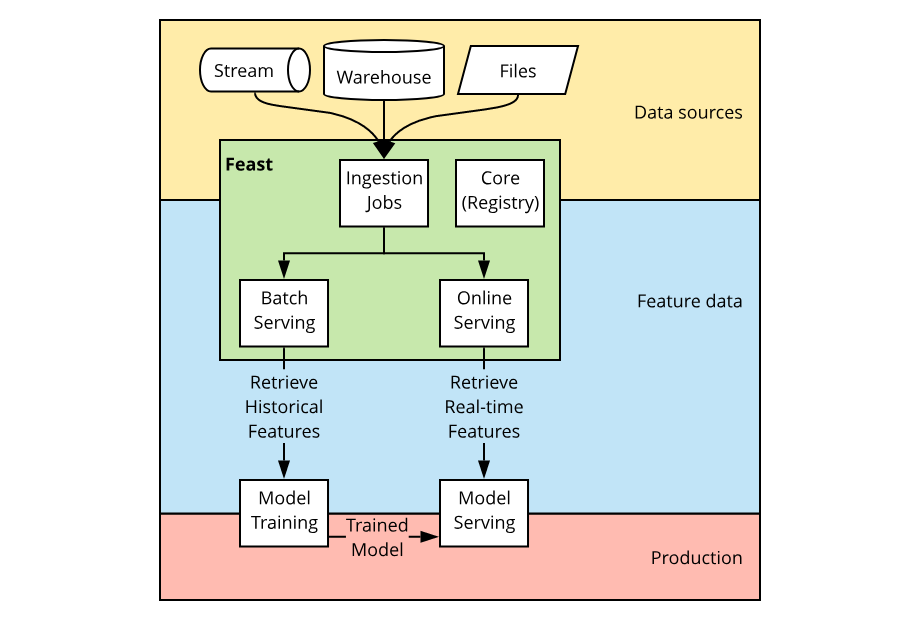 Stream
Warehouse
Files
Data sources
Feast
Ingestion
Jobs
Core
(Registry)
Batch
Serving
Online
Serving
Feature data
Retrieve
Historical
Features
Retrieve
Real-time
Features
Model
Training
Trained
Model
Model
Serving
Production